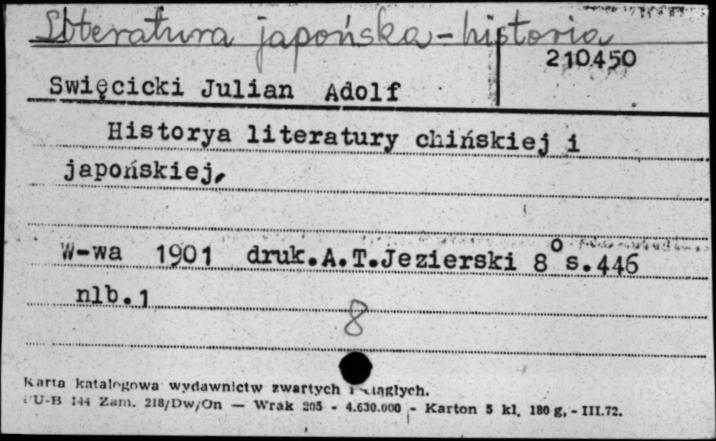 Literatura japońska - historia
210450
Swięcicki Julian Adolf
Historya literatury chińskiej i
japońskiej,
W-wa 1901 druk.A.T.Jezierski 8° s.446
nlb.1
8
Karta katalogowa wydawnictw zwartych i ciągłych.
PU-B 144 Zam. 218/Dw/On — Wrak 205 - 4.630.000 - Karton 5 kl. 180 g, - III.72.